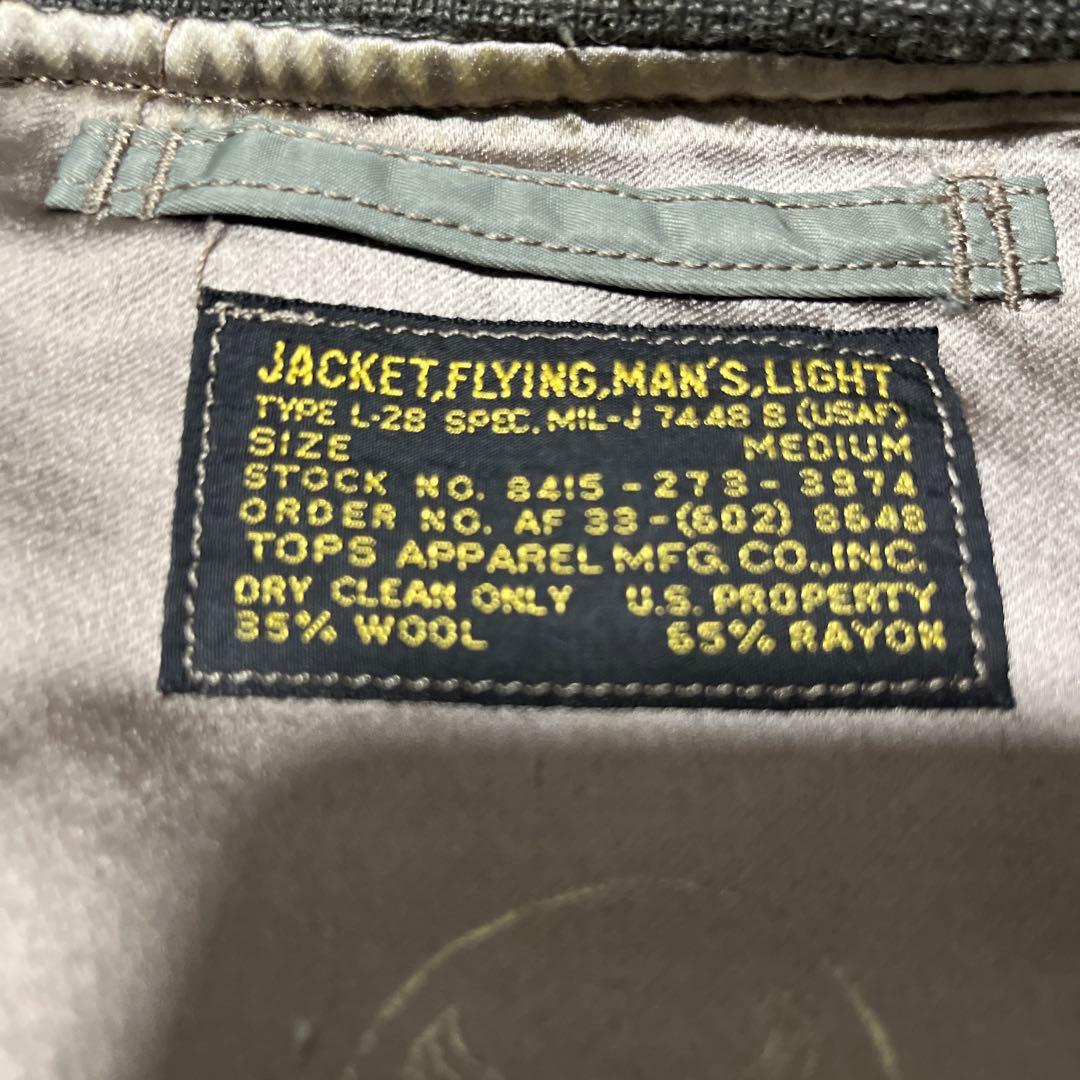 JACKET,FLYING,MAN'S,LIGHT
TYPE L-2B SPEC. MIL-J 7448 B (USAF)
SIZE MEDIUM
STOCK NO. 8415-273-3974
ORDER NO. AF 33-(602) 8648
TOPS APPAREL MFG. CO.,INC.
DRY CLEAN ONLY U.S. PROPERTY
35% WOOL 65% RAYON